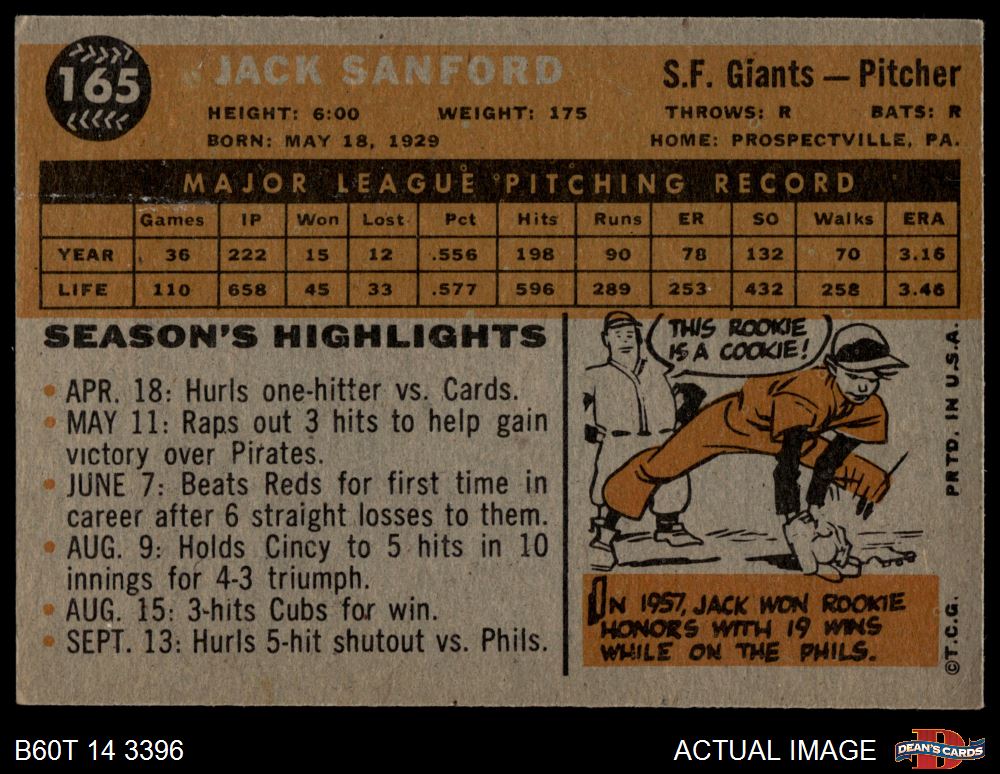 165
JACK SANFORD
S.F. Giants — Pitcher
HEIGHT: 6:00 WEIGHT: 175 THROWS: R BATS: R
BORN: MAY 18, 1929 HOME: PROSPECTVILLE, PA.
MAJOR LEAGUE PITCHING RECORD
Games IP Won Lost Pct Hits Runs ER SO Walks ERA
YEAR 36 222 15 12 .556 198 90 78 132 70 3.16
LIFE 110 658 45 33 .577 596 289 253 432 258 3.46
SEASON'S HIGHLIGHTS
• APR. 18: Hurls one-hitter vs. Cards.
• MAY 11: Raps out 3 hits to help gain
victory over Pirates.
• JUNE 7: Beats Reds for first time in
career after 6 straight losses to them.
• AUG. 9: Holds Cincy to 5 hits in 10
innings for 4-3 triumph.
• AUG. 15: 3-hits Cubs for win.
• SEPT. 13: Hurls 5-hit shutout vs. Phils.
THIS ROOKIE
IS A COOKIE!
IN 1957, JACK WON ROOKIE
HONORS WITH 19 WINS
WHILE ON THE PHILS.
©T.C.G. PRTD. IN U.S.A.
B60T 14 3396
ACTUAL IMAGE
DEAN'S CARDS